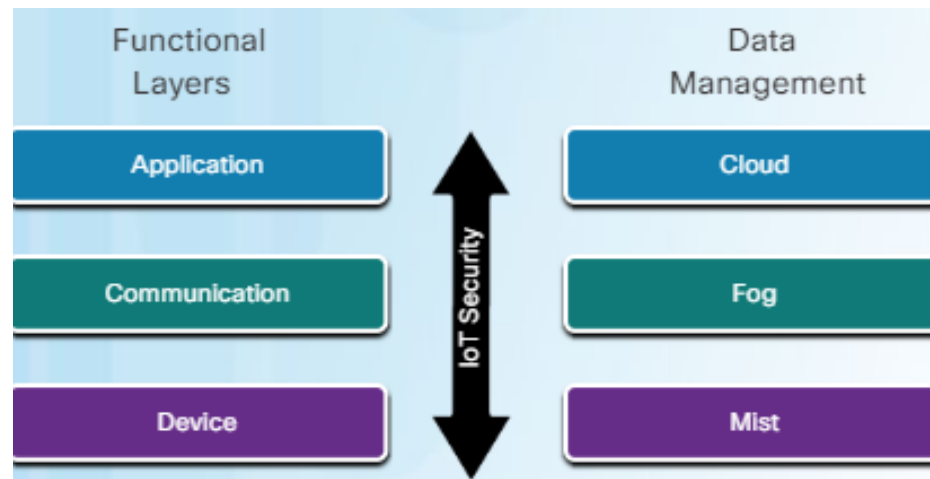 Functional
Layers
Data
Management
Application
Cloud
IoT Security
Communication
Fog
Device
Mist